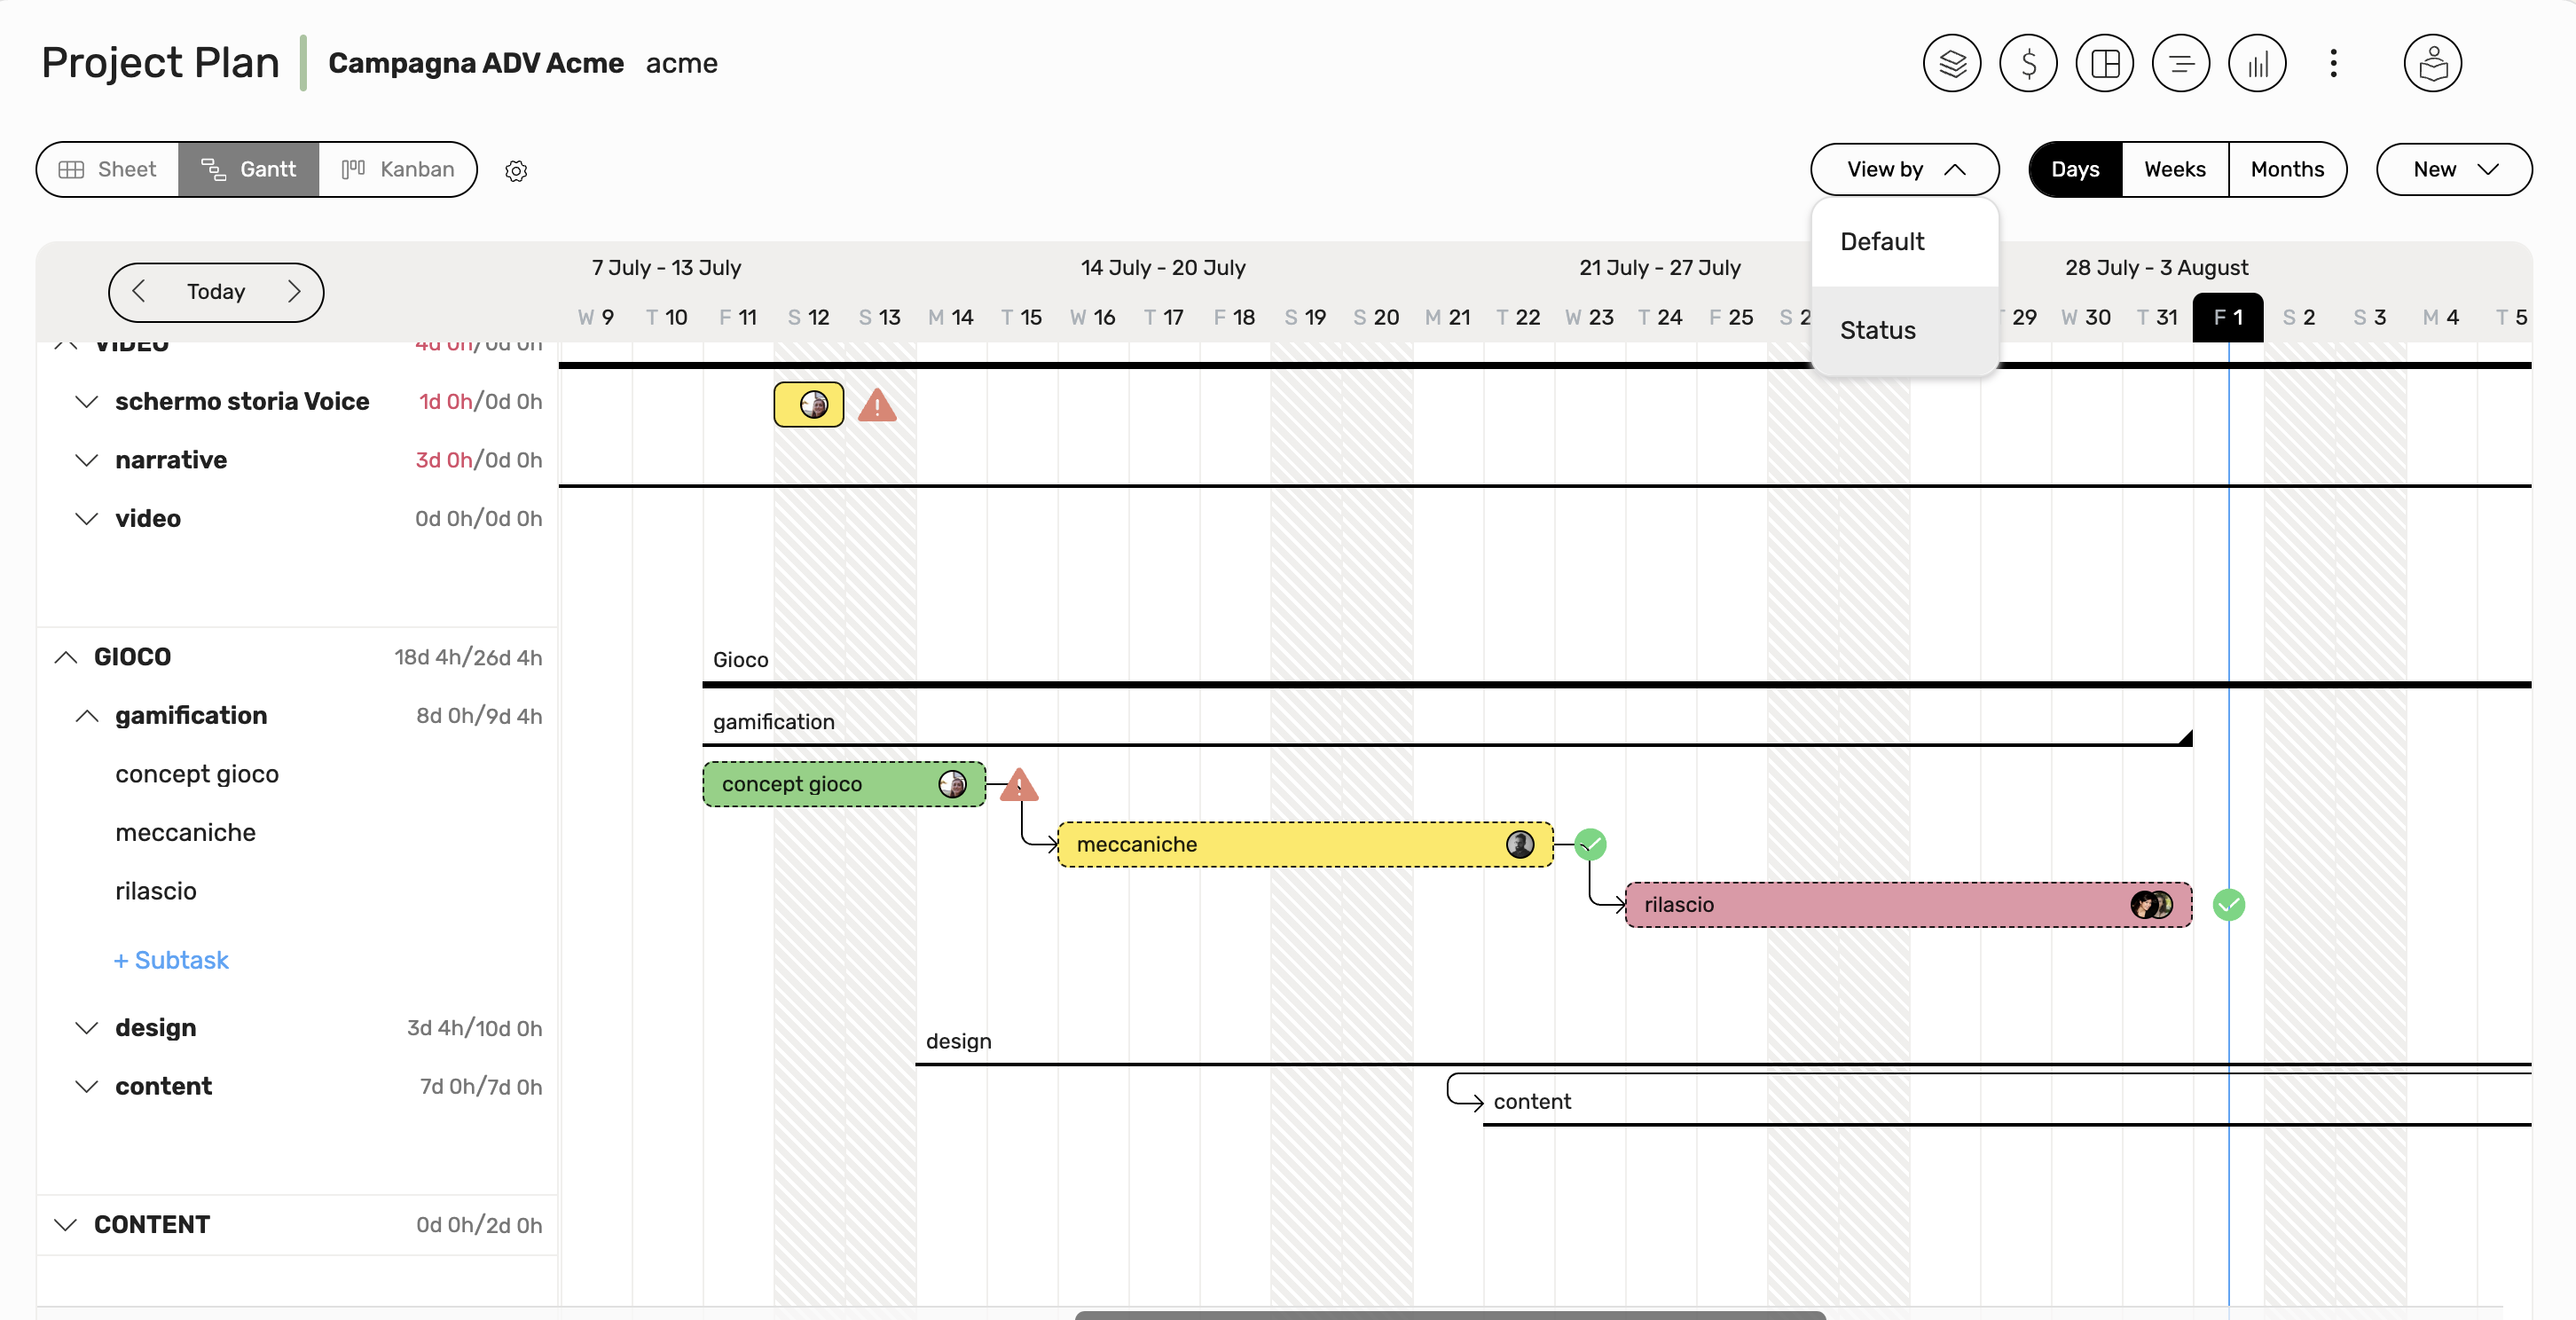 Project Plan Campagna ADV Acme acme
Sheet Gantt Kanban View by Days Weeks Months New
Default
Status
Today
7 July - 13 July 14 July - 20 July 21 July - 27 July 28 July - 3 August
W 9 T 10 F 11 S 12 S 13 M 14 T 15 W 16 T 17 F 18 S 19 S 20 M 21 T 22 W 23 T 24 F 25 S 29 W 30 T 31 F 1 S 2 S 3 M 4 T 5
VIDEO 4d 0h/0d 0h
schermo storia Voice 1d 0h/0d 0h
narrative 3d 0h/0d 0h
video 0d 0h/0d 0h
GIOCO 18d 4h/26d 4h Gioco
gamification 8d 0h/9d 4h gamification
concept gioco concept gioco
meccaniche meccaniche
rilascio rilascio
+ Subtask
design 3d 4h/10d 0h design
content 7d 0h/7d 0h content
CONTENT 0d 0h/2d 0h